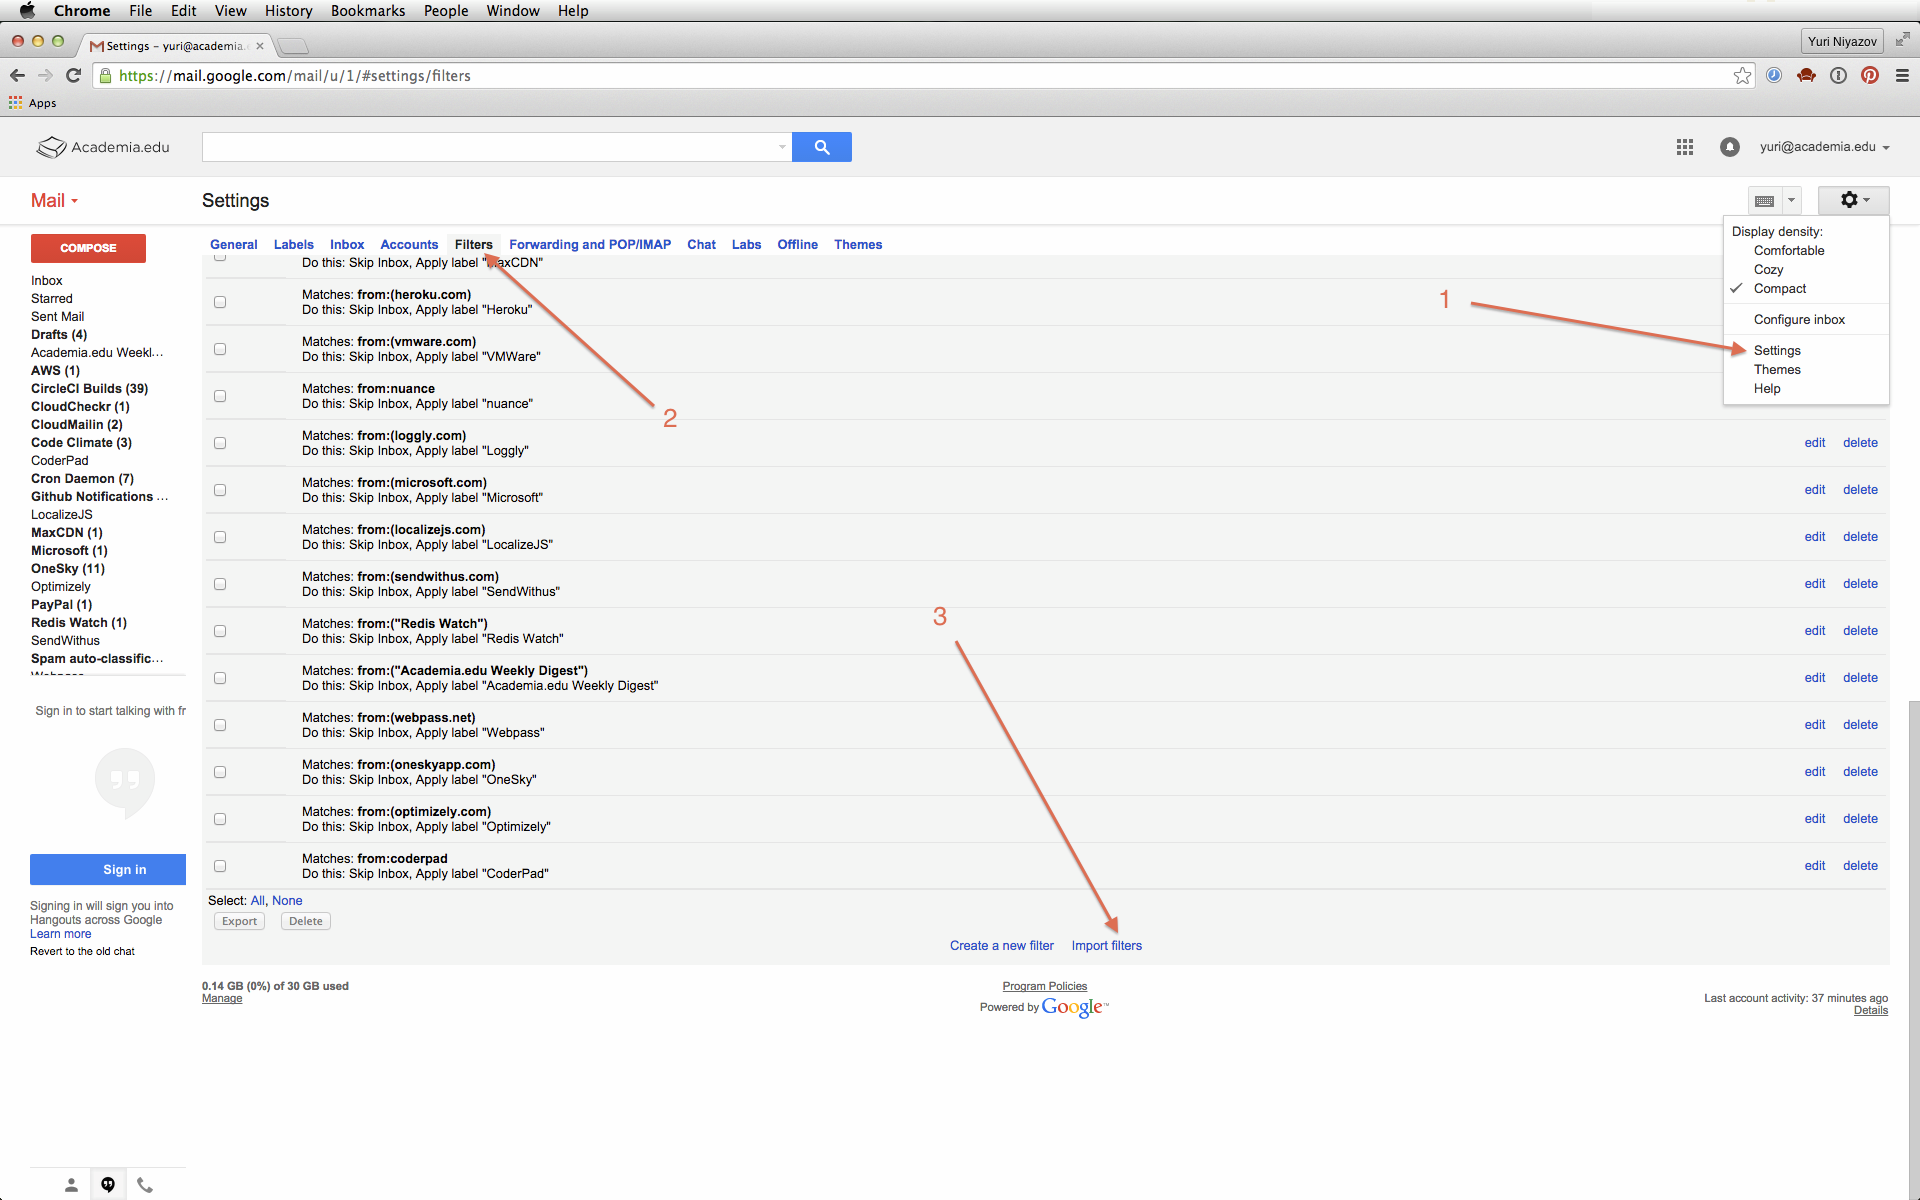 Chrome File Edit View History Bookmarks People Window Help
Settings - yuri@academia.e
Yuri Niyazov
https://mail.google.com/mail/u/1/#settings/filters
Apps
Academia.edu
yuri@academia.edu
Mail
Settings
COMPOSE
Inbox
Starred
Sent Mail
Drafts (4)
Academia.edu Weekl...
AWS (1)
CircleCI Builds (39)
CloudCheckr (1)
CloudMailin (2)
Code Climate (3)
CoderPad
Cron Daemon (7)
Github Notifications ...
LocalizeJS
MaxCDN (1)
Microsoft (1)
OneSky (11)
Optimizely
PayPal (1)
Redis Watch (1)
SendWithus
Spam auto-classific...
Sign in to start talking with fr
Sign in
Signing in will sign you into
Hangouts across Google
Learn more
Revert to the old chat
General Labels Inbox Accounts Filters Forwarding and POP/IMAP Chat Labs Offline Themes
Do this: Skip Inbox, Apply label "MaxCDN"
Matches: from:(heroku.com)
Do this: Skip Inbox, Apply label "Heroku"
Matches: from:(vmware.com)
Do this: Skip Inbox, Apply label "VMWare"
Matches: from:nuance
Do this: Skip Inbox, Apply label "nuance"
Matches: from:(loggly.com)
Do this: Skip Inbox, Apply label "Loggly"
edit delete
Matches: from:(microsoft.com)
Do this: Skip Inbox, Apply label "Microsoft"
edit delete
Matches: from:(localizejs.com)
Do this: Skip Inbox, Apply label "LocalizeJS"
edit delete
Matches: from:(sendwithus.com)
Do this: Skip Inbox, Apply label "SendWithus"
edit delete
Matches: from:("Redis Watch")
Do this: Skip Inbox, Apply label "Redis Watch"
edit delete
Matches: from:("Academia.edu Weekly Digest")
Do this: Skip Inbox, Apply label "Academia.edu Weekly Digest"
edit delete
Matches: from:(webpass.net)
Do this: Skip Inbox, Apply label "Webpass"
edit delete
Matches: from:(oneskyapp.com)
Do this: Skip Inbox, Apply label "OneSky"
edit delete
Matches: from:(optimizely.com)
Do this: Skip Inbox, Apply label "Optimizely"
edit delete
Matches: from:coderpad
Do this: Skip Inbox, Apply label "CoderPad"
edit delete
Select: All, None
Export Delete
Create a new filter Import filters
1
2
3
Display density:
Comfortable
Cozy
Compact
Configure inbox
Settings
Themes
Help
0.14 GB (0%) of 30 GB used
Manage
Program Policies
Powered by Google™
Last account activity: 37 minutes ago
Details